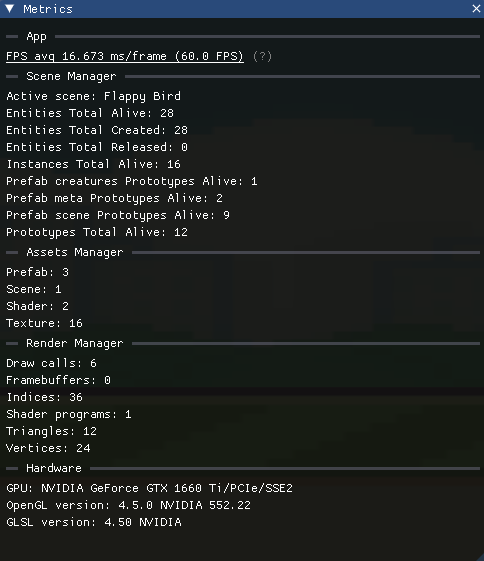 Metrics
App
FPS avg 16.673 ms/frame (60.0 FPS) (?)
Scene Manager
Active scene: Flappy Bird
Entities Total Alive: 28
Entities Total Created: 28
Entities Total Released: 0
Instances Total Alive: 16
Prefab creatures Prototypes Alive: 1
Prefab meta Prototypes Alive: 2
Prefab scene Prototypes Alive: 9
Prototypes Total Alive: 12
Assets Manager
Prefab: 3
Scene: 1
Shader: 2
Texture: 16
Render Manager
Draw calls: 6
Framebuffers: 0
Indices: 36
Shader programs: 1
Triangles: 12
Vertices: 24
Hardware
GPU: NVIDIA GeForce GTX 1660 Ti/PCIe/SSE2
OpenGL version: 4.5.0 NVIDIA 552.22
GLSL version: 4.50 NVIDIA